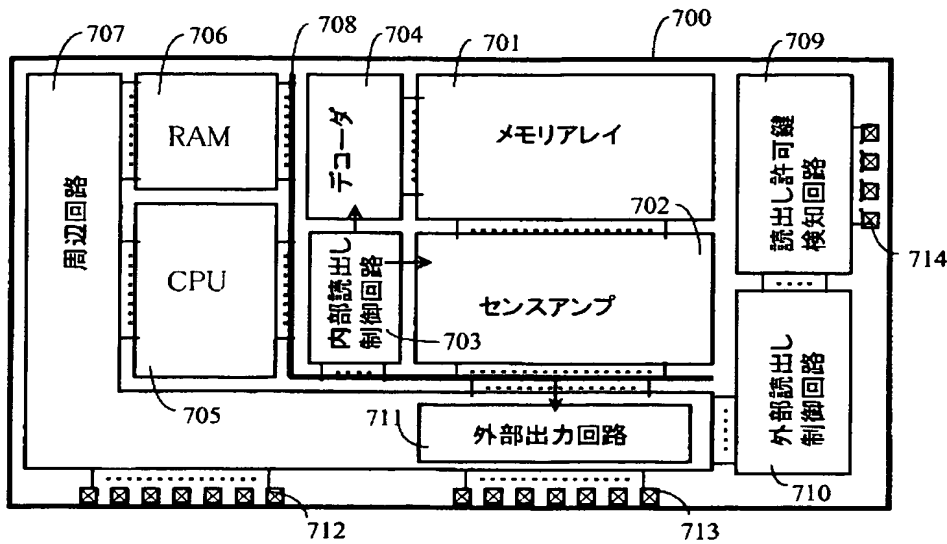 707
706
708
704
701
700
709
RAM
デコーダ
メモリアレイ
読出し許可鍵
検知回路
周辺回路
702
714
CPU
内部読出し
制御回路
703
センスアンプ
外部読出し
制御回路
705
711
外部出力回路
710
712
713